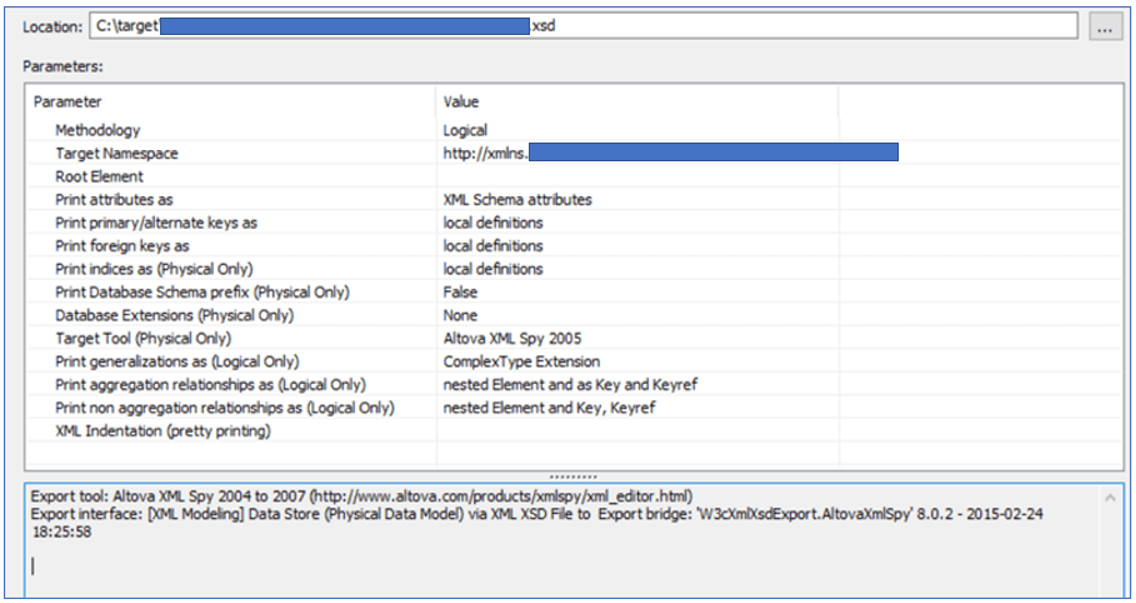 Location: C:\target .xsd ...
Parameters:
Parameter Value
Methodology Logical
Target Namespace http://xmlns.
Root Element
Print attributes as XML Schema attributes
Print primary/alternate keys as local definitions
Print foreign keys as local definitions
Print indices as (Physical Only) local definitions
Print Database Schema prefix (Physical Only) False
Database Extensions (Physical Only) None
Target Tool (Physical Only) Altova XML Spy 2005
Print generalizations as (Logical Only) ComplexType Extension
Print aggregation relationships as (Logical Only) nested Element and as Key and Keyref
Print non aggregation relationships as (Logical Only) nested Element and Key, Keyref
XML Indentation (pretty printing)
Export tool: Altova XML Spy 2004 to 2007 (http://www.altova.com/products/xmlspy/xml_editor.html)
Export interface: [XML Modeling] Data Store (Physical Data Model) via XML XSD File to Export bridge: 'W3cXmlXsdExport.AltovaXmlSpy' 8.0.2 - 2015-02-24
18:25:58